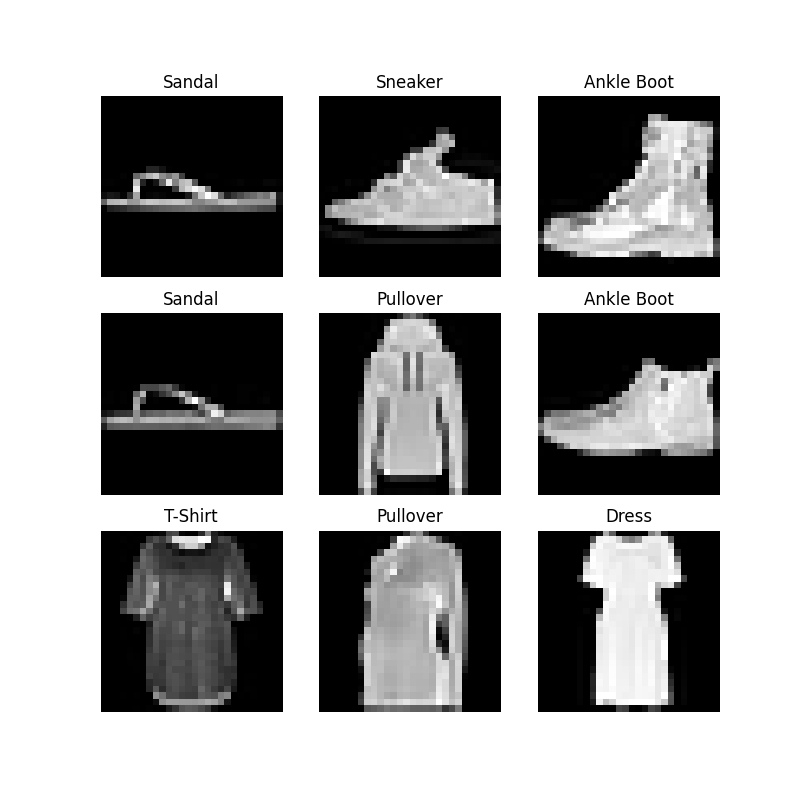 Sandal
Sneaker
Ankle Boot
Sandal
Pullover
Ankle Boot
T-Shirt
Pullover
Dress